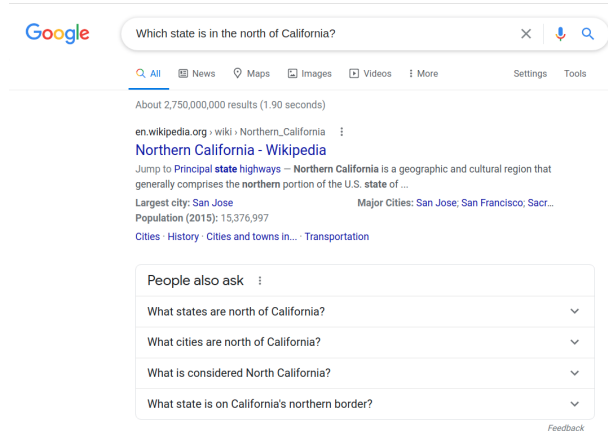 Google
Which state is in the north of California?
All News Maps Images Videos More Settings Tools
About 2,750,000,000 results (1.90 seconds)
en.wikipedia.org › wiki › Northern_California
Northern California - Wikipedia
Jump to Principal state highways — Northern California is a geographic and cultural region that
generally comprises the northern portion of the U.S. state of ...
Largest city: San Jose Major Cities: San Jose; San Francisco; Sacr...
Population (2015): 15,376,997
Cities · History · Cities and towns in... · Transportation
People also ask
What states are north of California?
What cities are north of California?
What is considered North California?
What state is on California's northern border?
Feedback